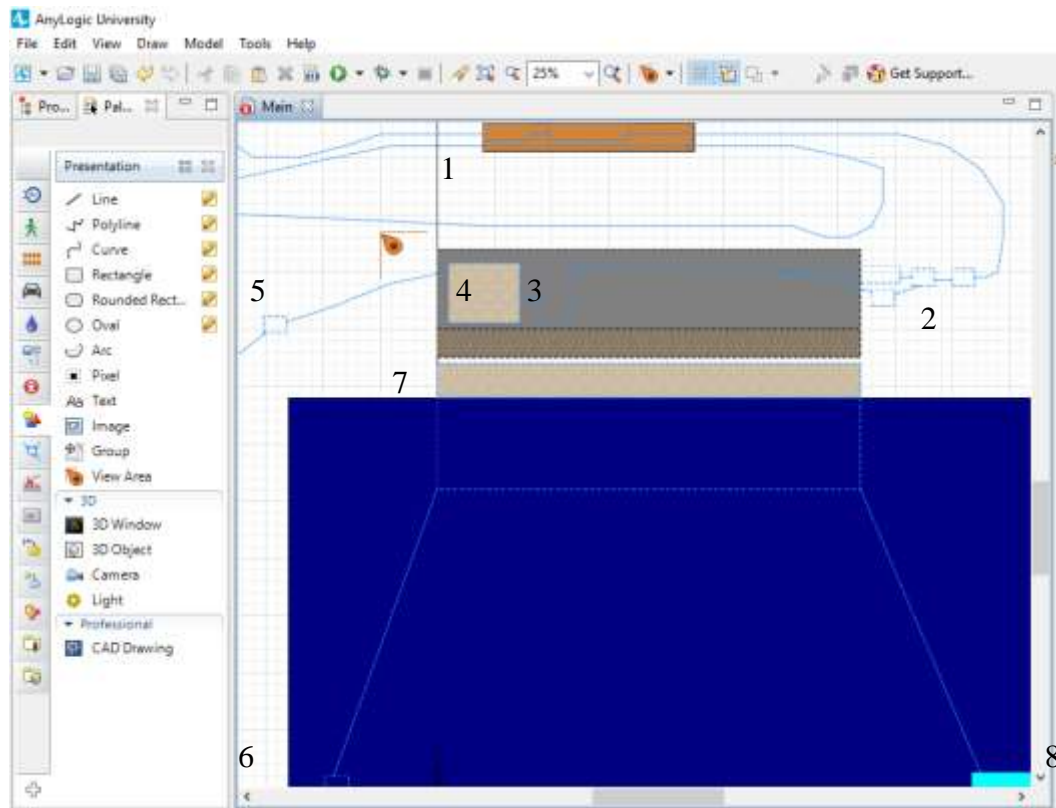 AnyLogic University
File Edit View Draw Model Tools Help
25% Get Support...
Pro... Pal... Main
Presentation
Line
Polyline
Curve
Rectangle
Rounded Rect...
Oval
Arc
Pixel
Aa Text
Image
Group
View Area
3D
3D Window
3D Object
Camera
Light
Professional
CAD Drawing
1
5
4 3
2
7
6
8